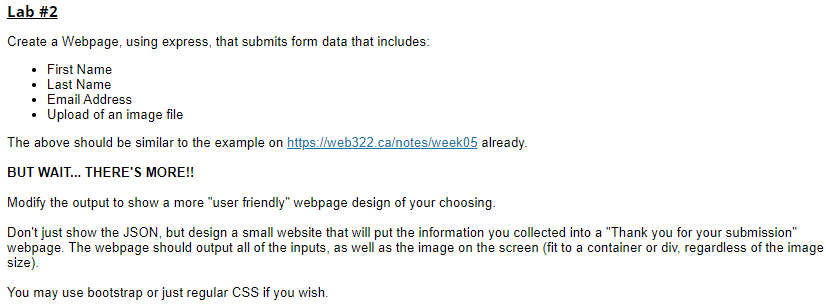 Lab #2
Create a Webpage, using express, that submits form data that includes:
• First Name
• Last Name
• Email Address
• Upload of an image file
The above should be similar to the example on https://web322.ca/notes/week05 already.
BUT WAIT... THERE'S MORE!!
Modify the output to show a more "user friendly" webpage design of your choosing.
Don't just show the JSON, but design a small website that will put the information you collected into a "Thank you for your submission"
webpage. The webpage should output all of the inputs, as well as the image on the screen (fit to a container or div, regardless of the image
size).
You may use bootstrap or just regular CSS if you wish.